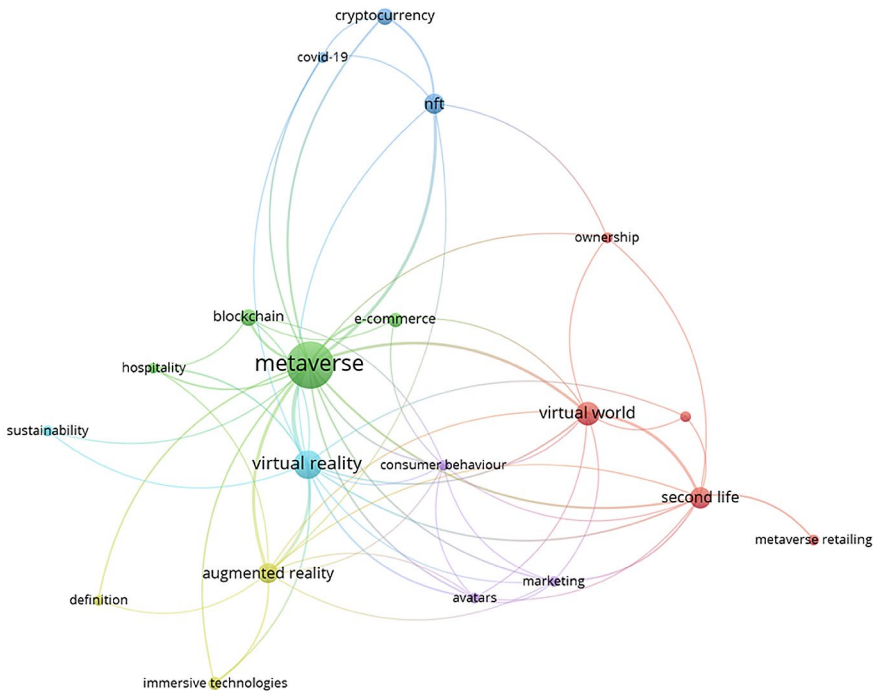 cryptocurrency
covid-19
nft
ownership
blockchain
e-commerce
metaverse
hospitality
virtual world
sustainability
virtual reality
consumer behaviour
second life
metaverse retailing
augmented reality
marketing
definition
avatars
immersive technologies